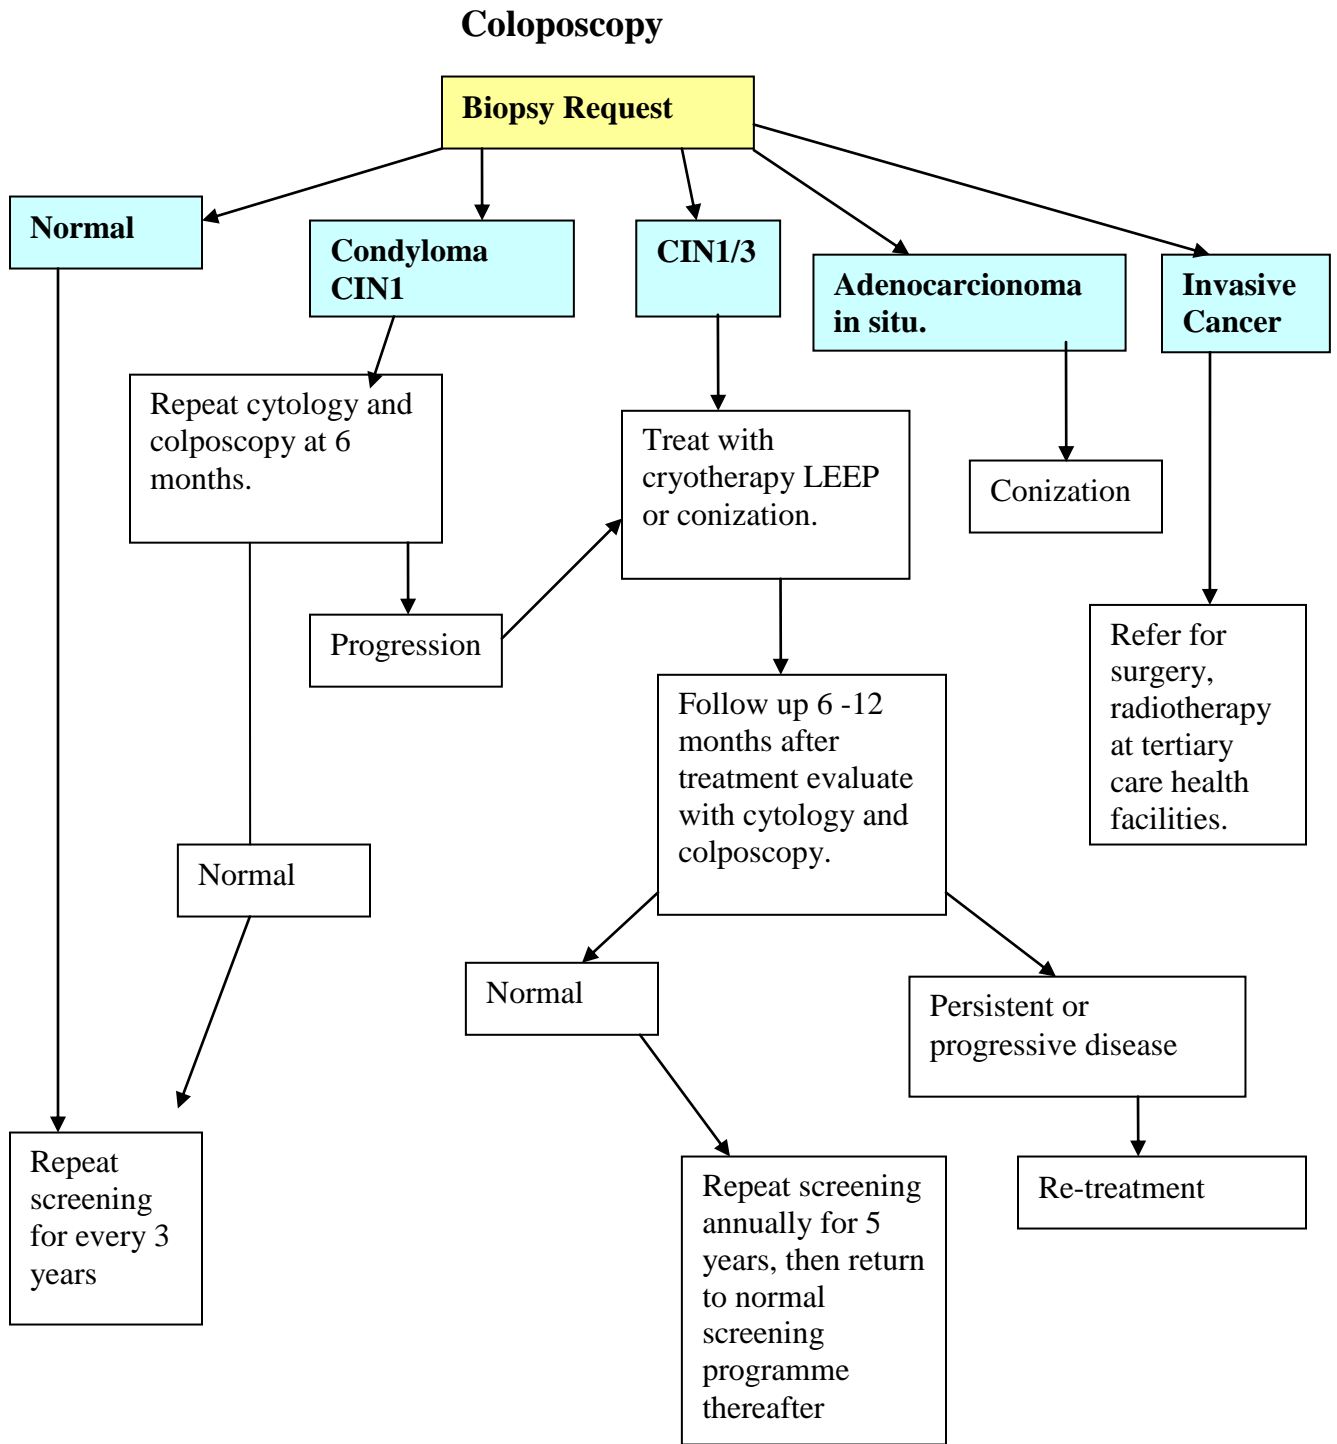 Coloposcopy
Biopsy Request
Normal
Condyloma
CIN1
CIN1/3
Adenocarcionoma
in situ.
Invasive
Cancer
Repeat cytology and
colposcopy at 6
months.
Treat with
cryotherapy LEEP
or conization.
Conization
Progression
Refer for
surgery,
radiotherapy
at tertiary
care health
facilities.
Follow up 6 -12
months after
treatment evaluate
with cytology and
colposcopy.
Normal
Normal
Persistent or
progressive disease
Repeat
screening
for every 3
years
Repeat screening
annually for 5
years, then return
to normal
screening
programme
thereafter
Re-treatment